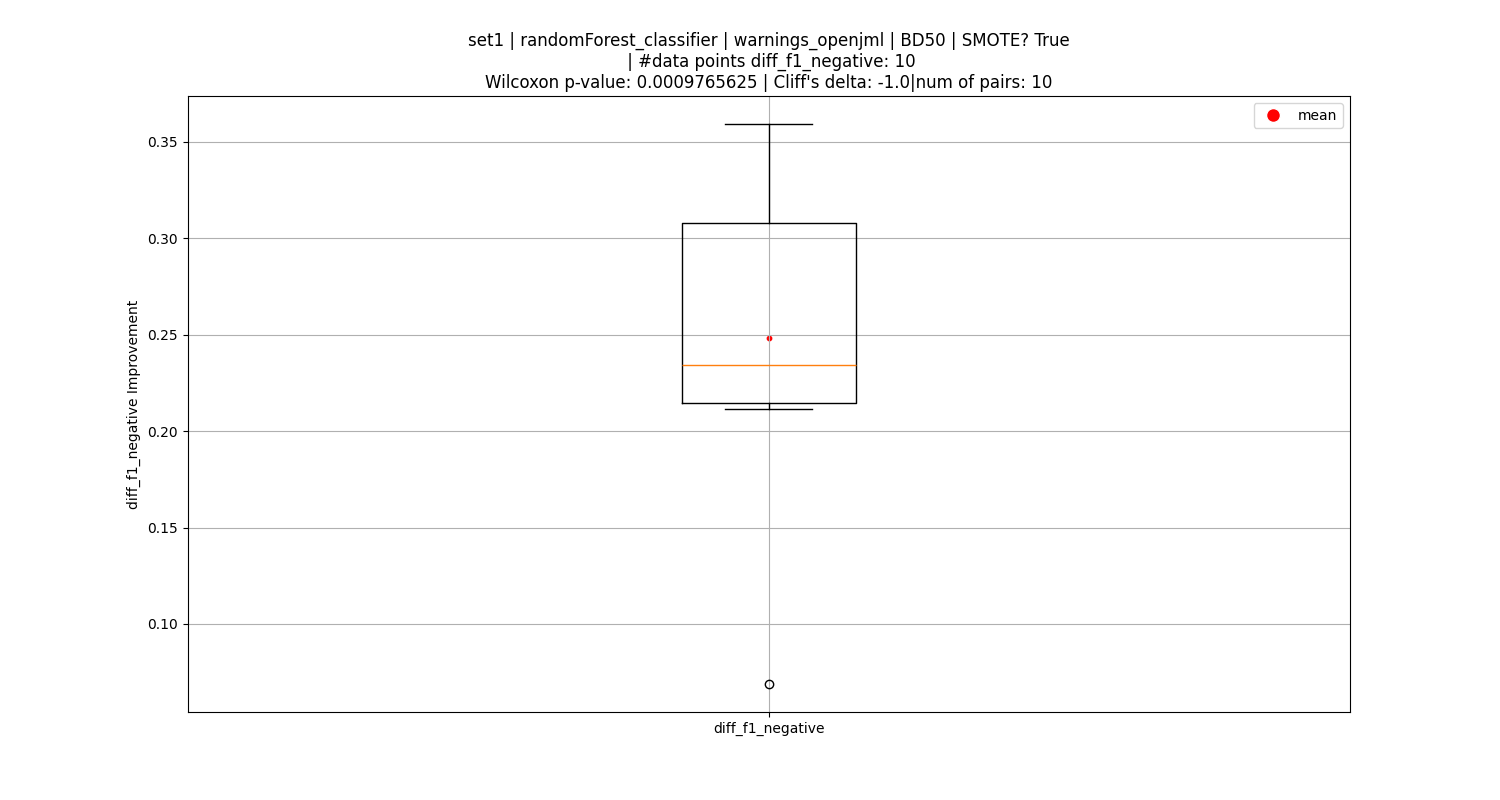 set1 | randomForest_classifier | warnings_openjml | BD50 | SMOTE? True
| #data points diff_f1_negative: 10
Wilcoxon p-value: 0.0009765625 | Cliff's delta: -1.0|num of pairs: 10
mean
0.35
0.30
0.25
0.20
0.15
0.10
diff_f1_negative Improvement
diff_f1_negative